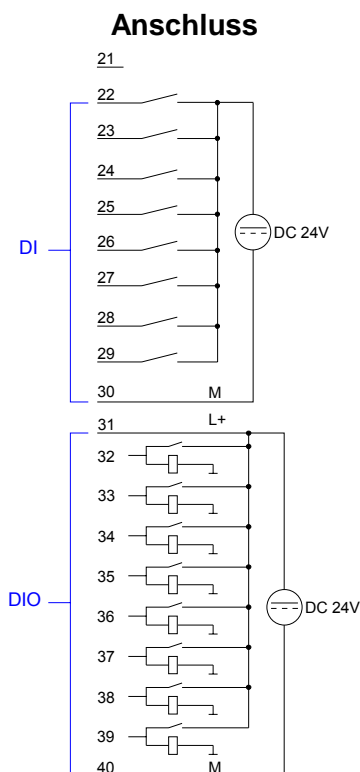 Anschluss
21
22
23
24
25
DC 24V
DI
26
27
28
29
30 M
31 L+
32
33
34
35
DIO
36
DC 24V
37
38
39
40 M